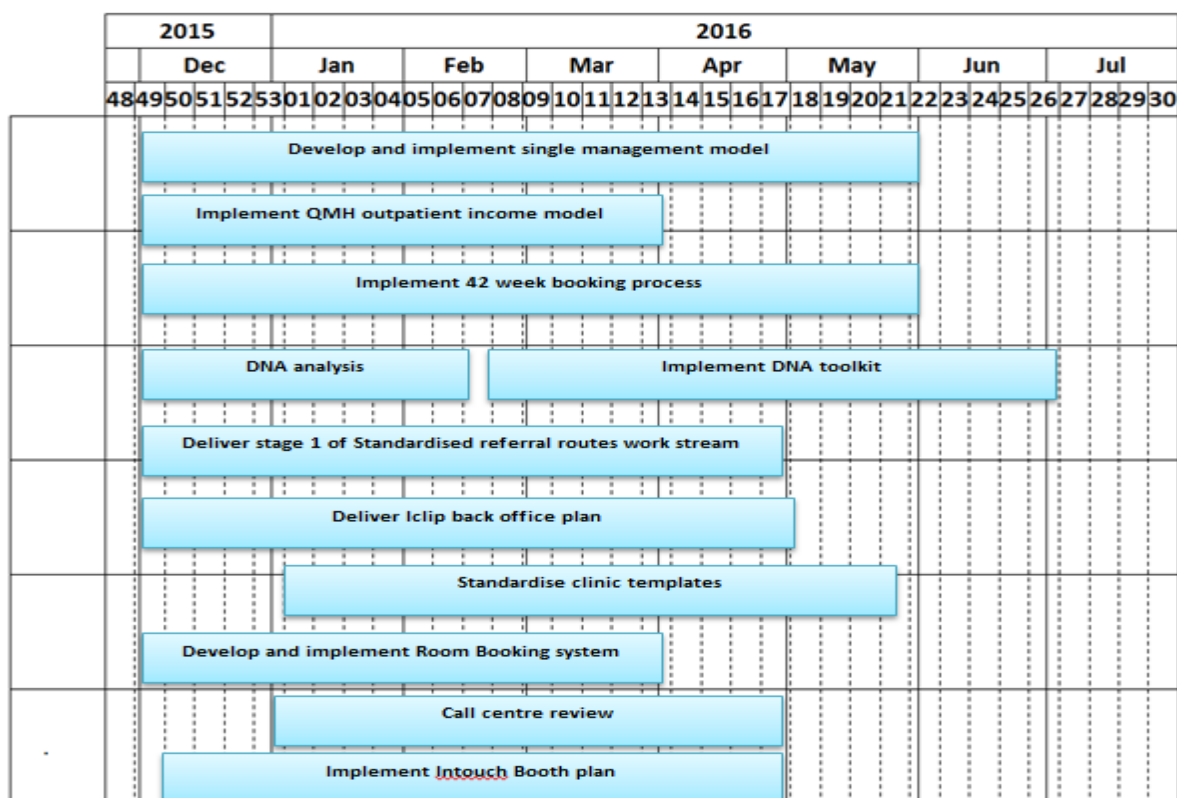 2015 2016
Dec Jan Feb Mar Apr May Jun Jul
48 49 50 51 52 53 01 02 03 04 05 06 07 08 09 10 11 12 13 14 15 16 17 18 19 20 21 22 23 24 25 26 27 28 29 30
Develop and implement single management model
Implement QMH outpatient income model
Implement 42 week booking process
DNA analysis Implement DNA toolkit
Deliver stage 1 of Standardised referral routes work stream
Deliver Iclip back office plan
Standardise clinic templates
Develop and implement Room Booking system
Call centre review
Implement Intouch Booth plan